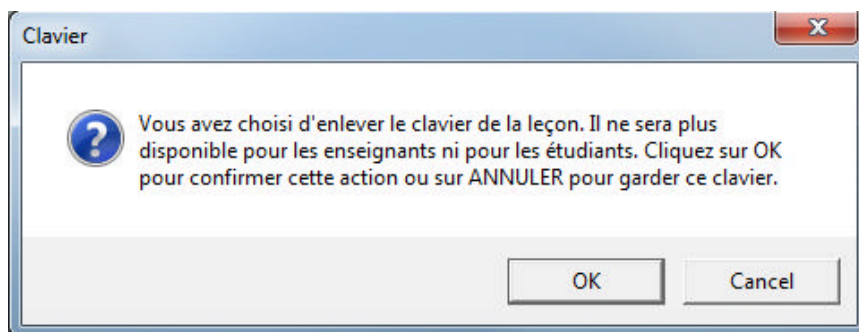 Clavier
Vous avez choisi d'enlever le clavier de la leçon. Il ne sera plus
disponible pour les enseignants ni pour les étudiants. Cliquez sur OK
pour confirmer cette action ou sur ANNULER pour garder ce clavier.
OK
Cancel